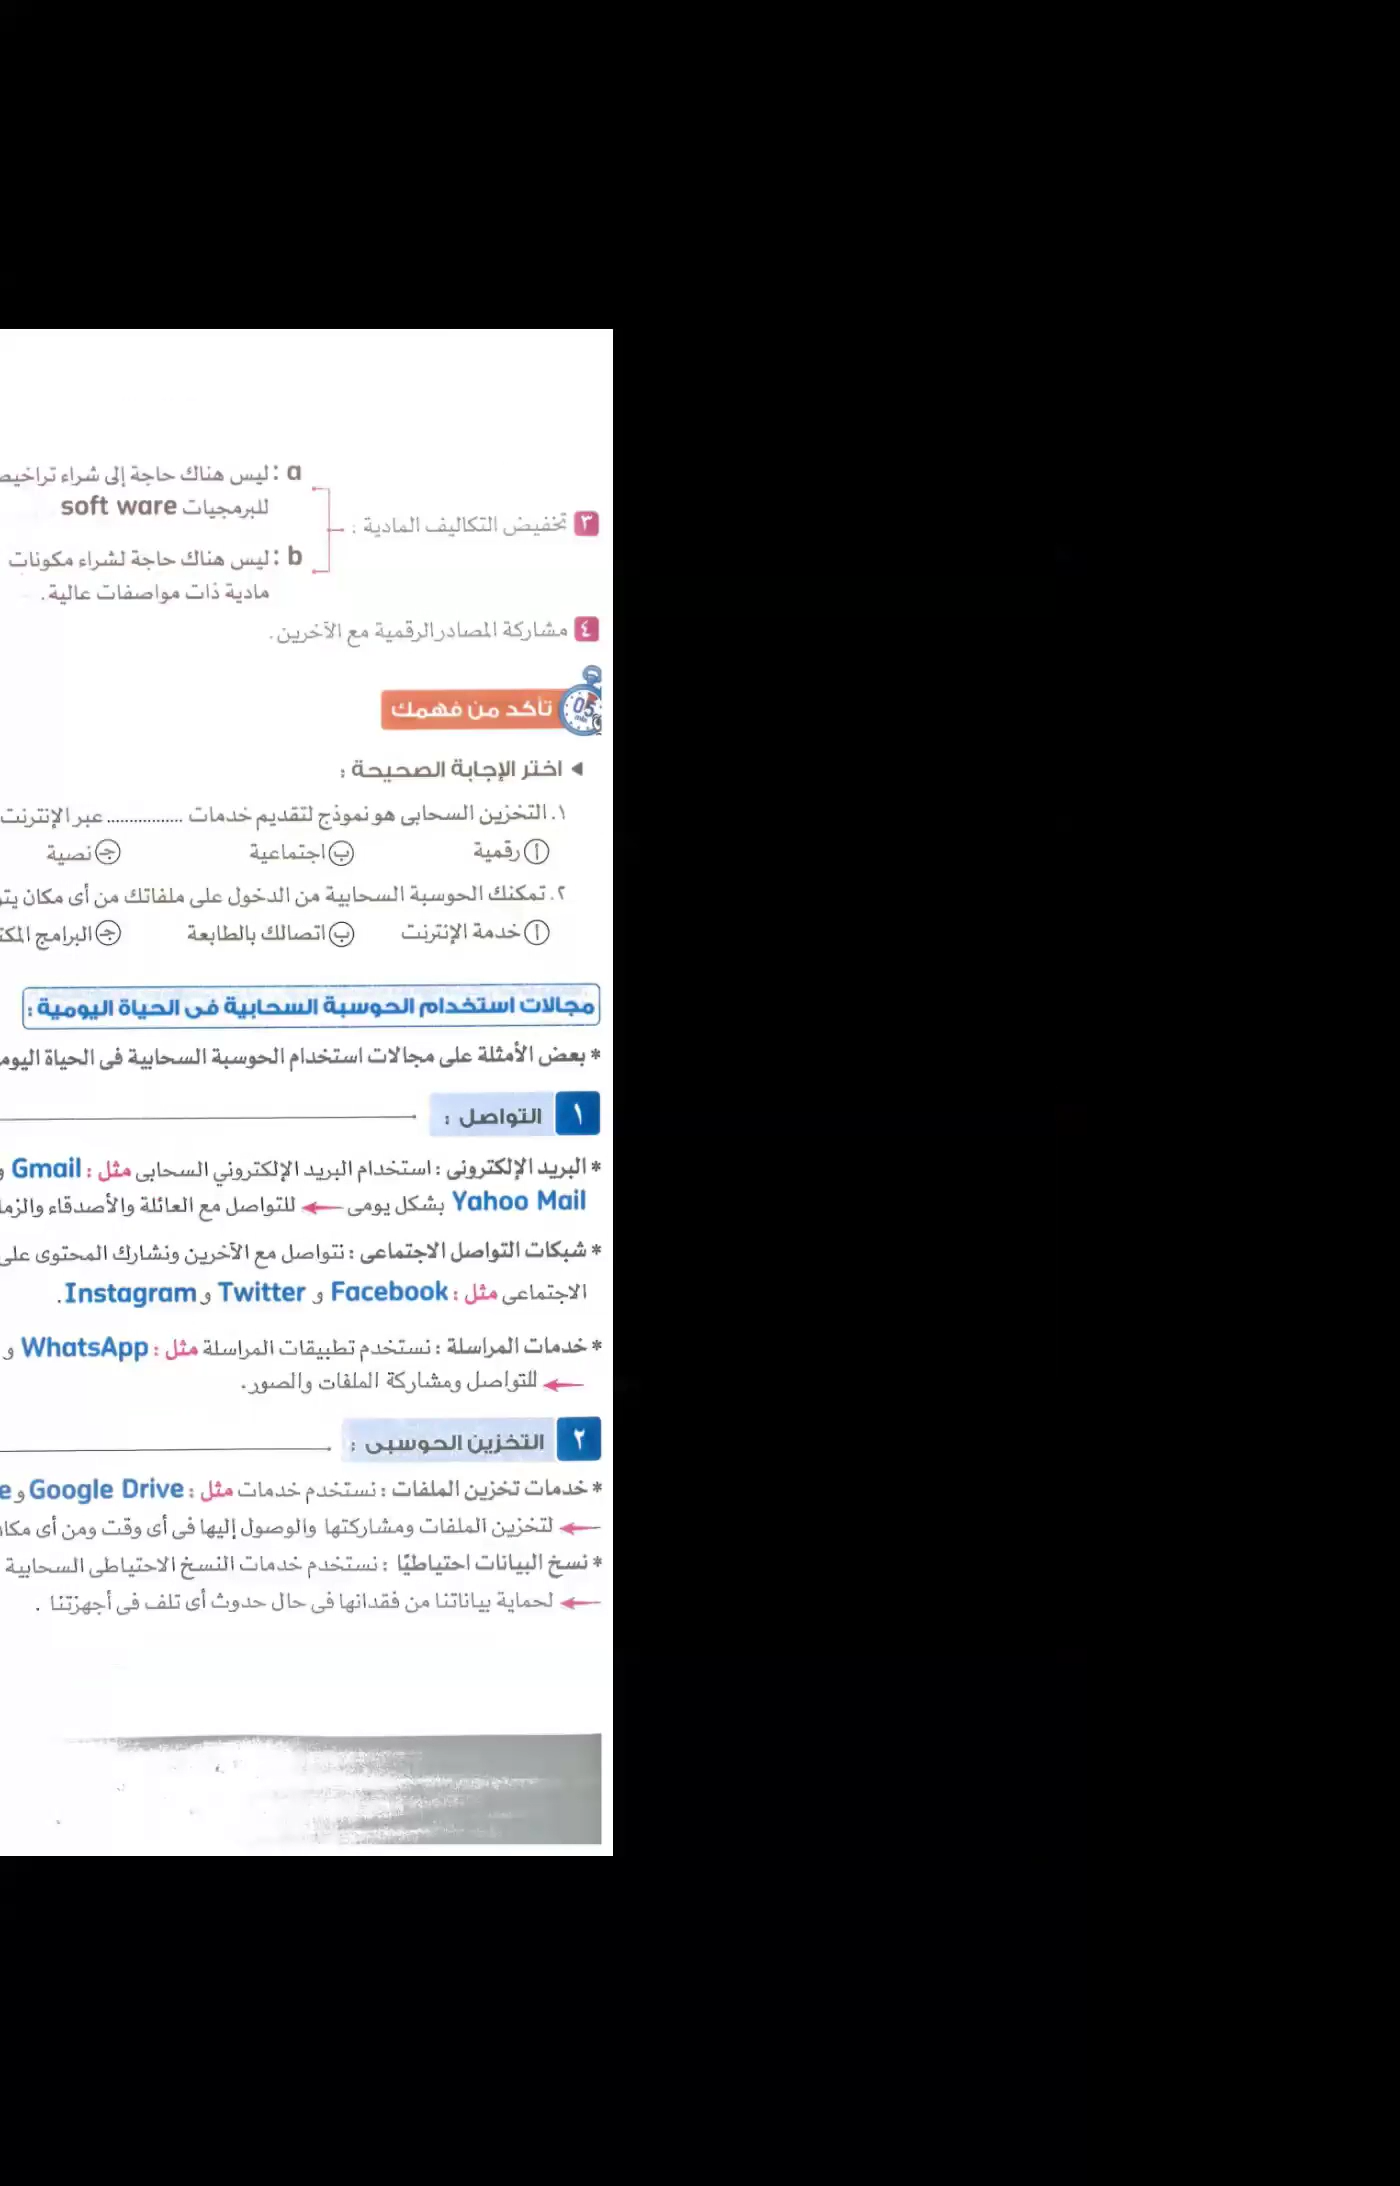 a : ليس هناك حاجة إلى شراء
للبرمجيات soft ware
٣ تخفيض التكاليف المادية :
b : ليس هناك حاجة لشراء مكونات
مادية ذات مواصفات عالية .
٤ مشاركة المصادر الرقمية مع الآخرين .
05 min
تأكد من فهمك
◀ اختر الإجابة الصحيحة :
١. التخزين السحابى هو نموذج لتقديم خدمات ................. عبر الإنترنت
أ رقمية ب اجتماعية ج نصية
٢. تمكنك الحوسبة السحابية من الدخول على ملفاتك من أى مكان
أ خدمة الإنترنت ب اتصالك بالطابعة ج البرامج
مجالات استخدام الحوسبة السحابية فى الحياة اليومية :
* بعض الأمثلة على مجالات استخدام الحوسبة السحابية فى الحياة
١ التواصل :
* البريد الإلكترونى : استخدام البريد الإلكتروني السحابى مثل : Gmail و
Yahoo Mail بشكل يومى ← للتواصل مع العائلة والأصدقاء
* شبكات التواصل الاجتماعى : نتواصل مع الآخرين ونشارك المحتوى على
الاجتماعى مثل : Facebook و Twitter و Instagram .
* خدمات المراسلة : نستخدم تطبيقات المراسلة مثل : WhatsApp و
← للتواصل ومشاركة الملفات والصور .
٢ التخزين الحوسبى :
* خدمات تخزين الملفات : نستخدم خدمات مثل : Google Drive و
← لتخزين الملفات ومشاركتها والوصول إليها فى أى وقت ومن أى
* نسخ البيانات احتياطيًا : نستخدم خدمات النسخ الاحتياطى السحابية
← لحماية بياناتنا من فقدانها فى حال حدوث أى تلف فى أجهزتنا .